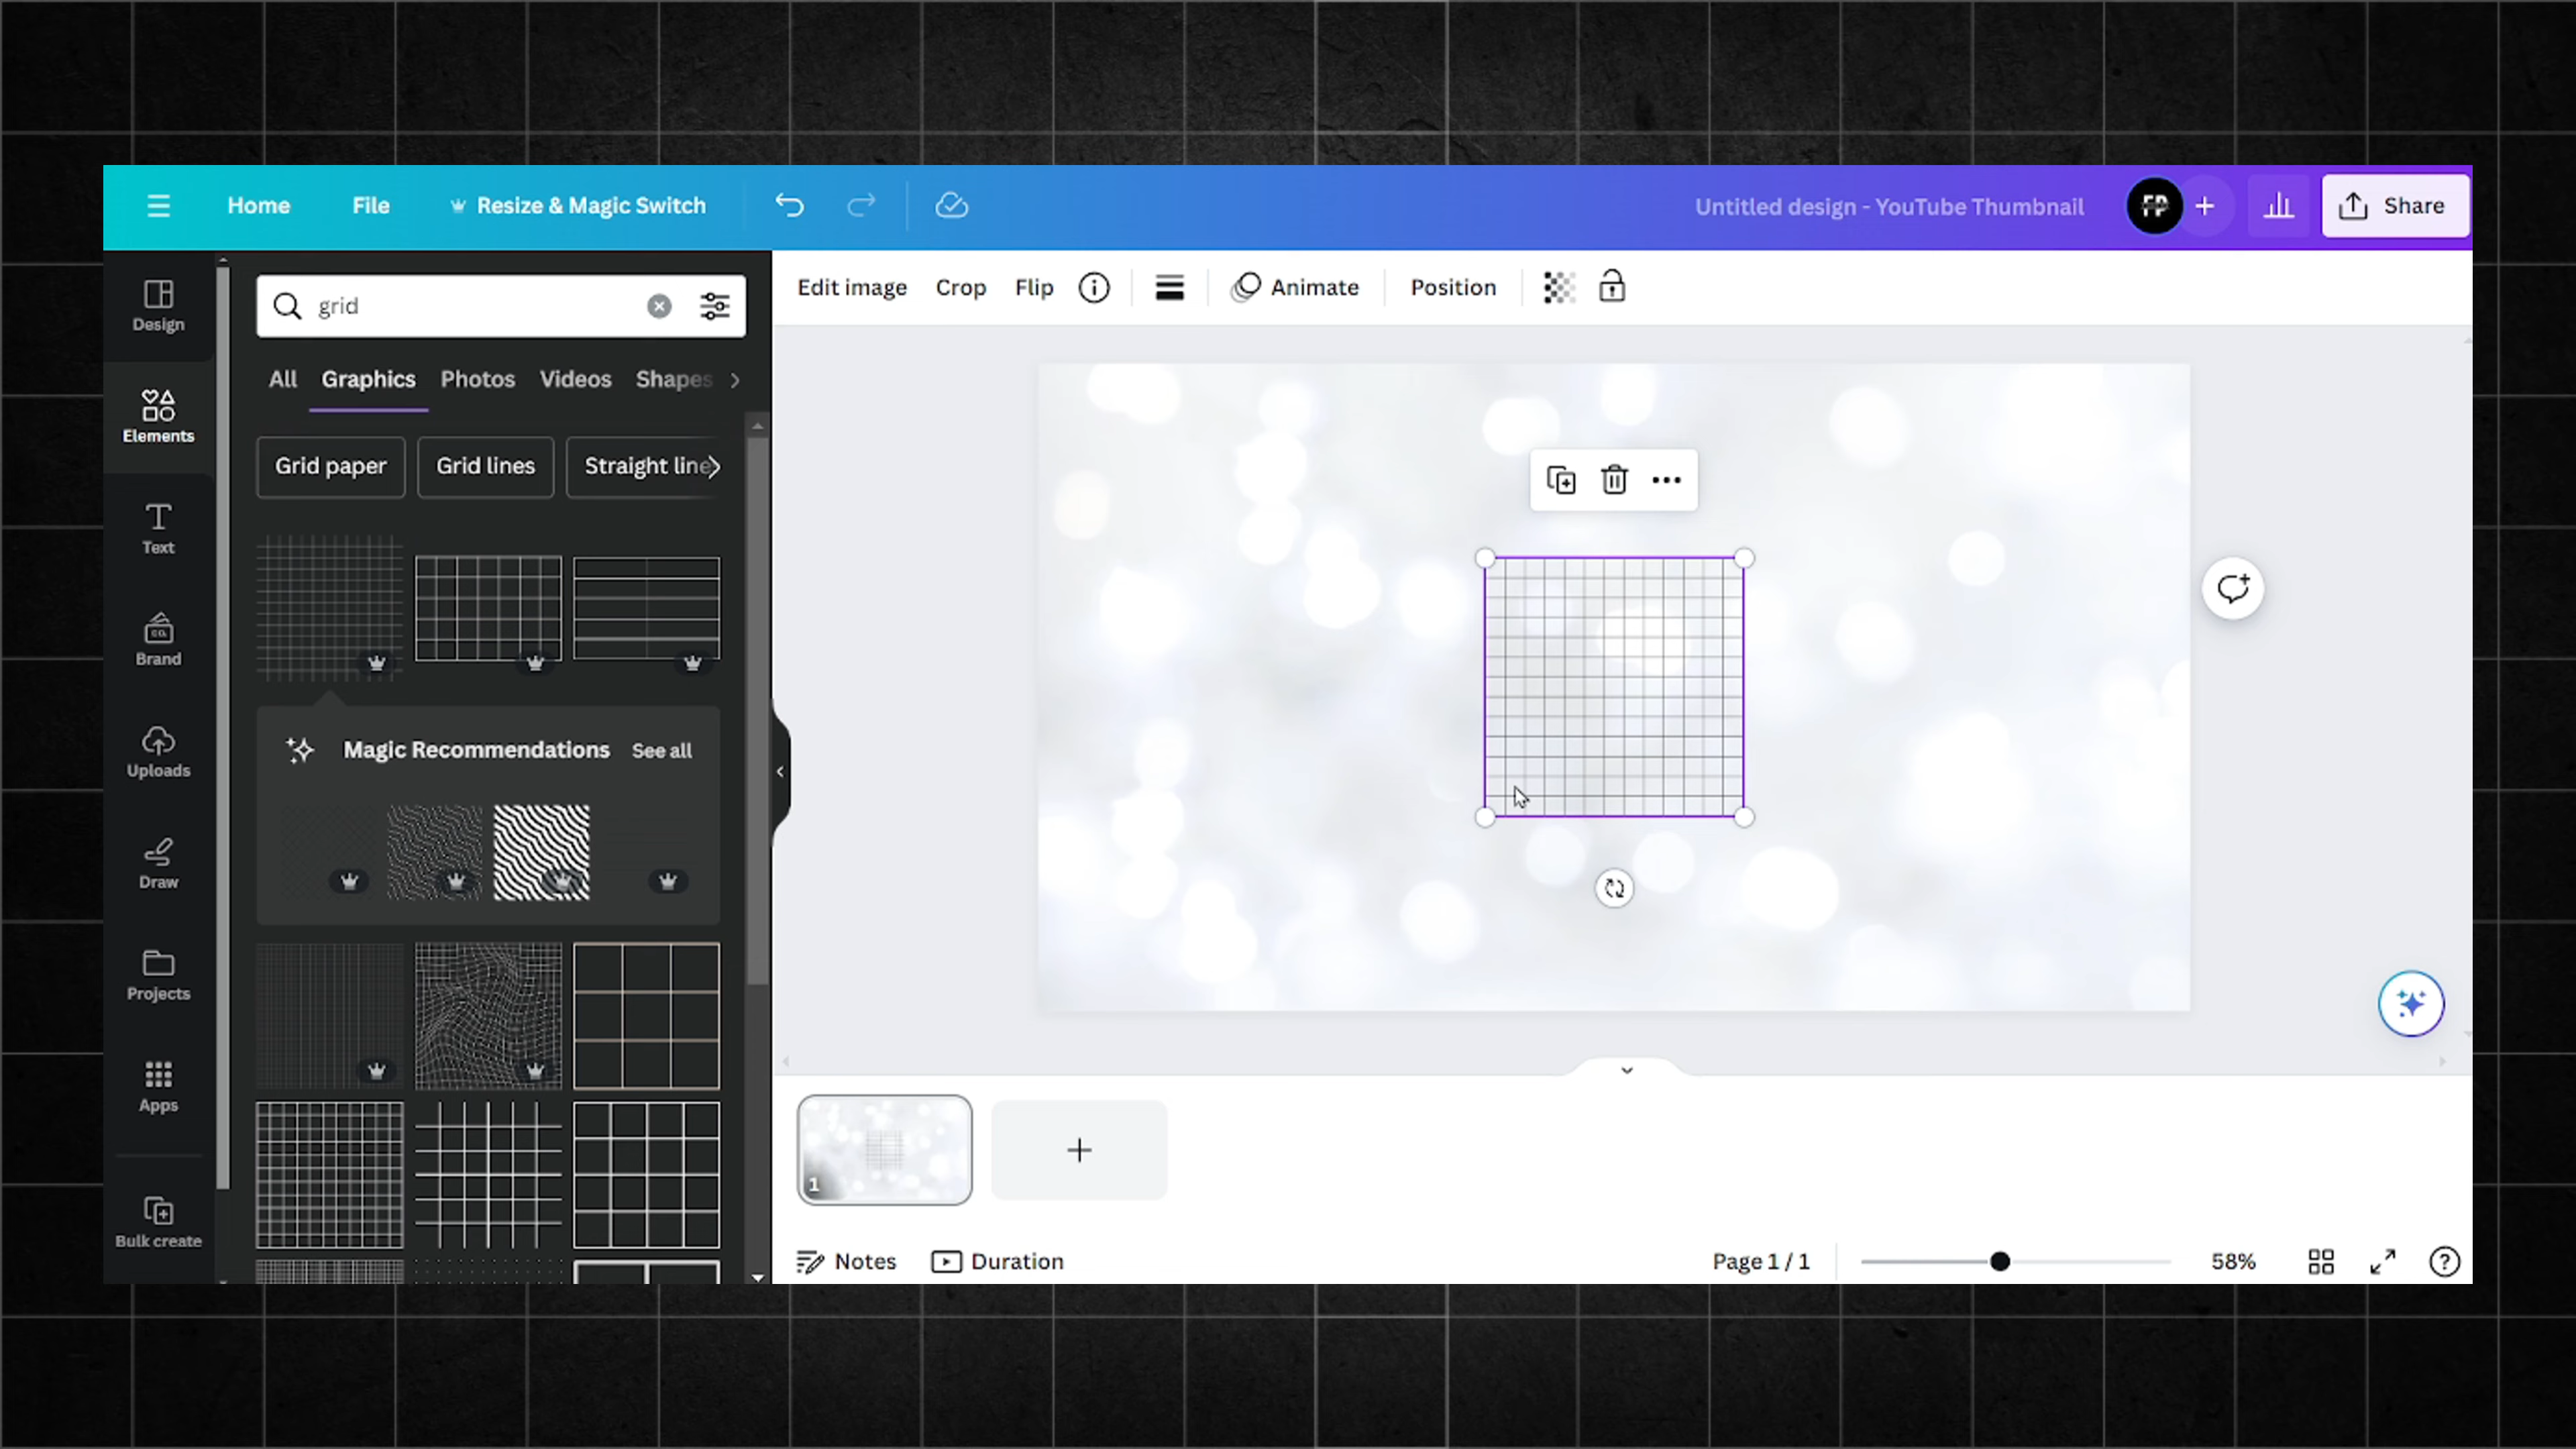 Home File Resize & Magic Switch Untitled design - YouTube Thumbnail FP Share
Edit image Crop Flip Animate Position
Design
Elements
Text
Brand
Uploads
Draw
Projects
Apps
Bulk create
grid
All Graphics Photos Videos Shapes
Grid paper Grid lines Straight line
Magic Recommendations See all
1
Notes Duration Page 1 / 1 58%